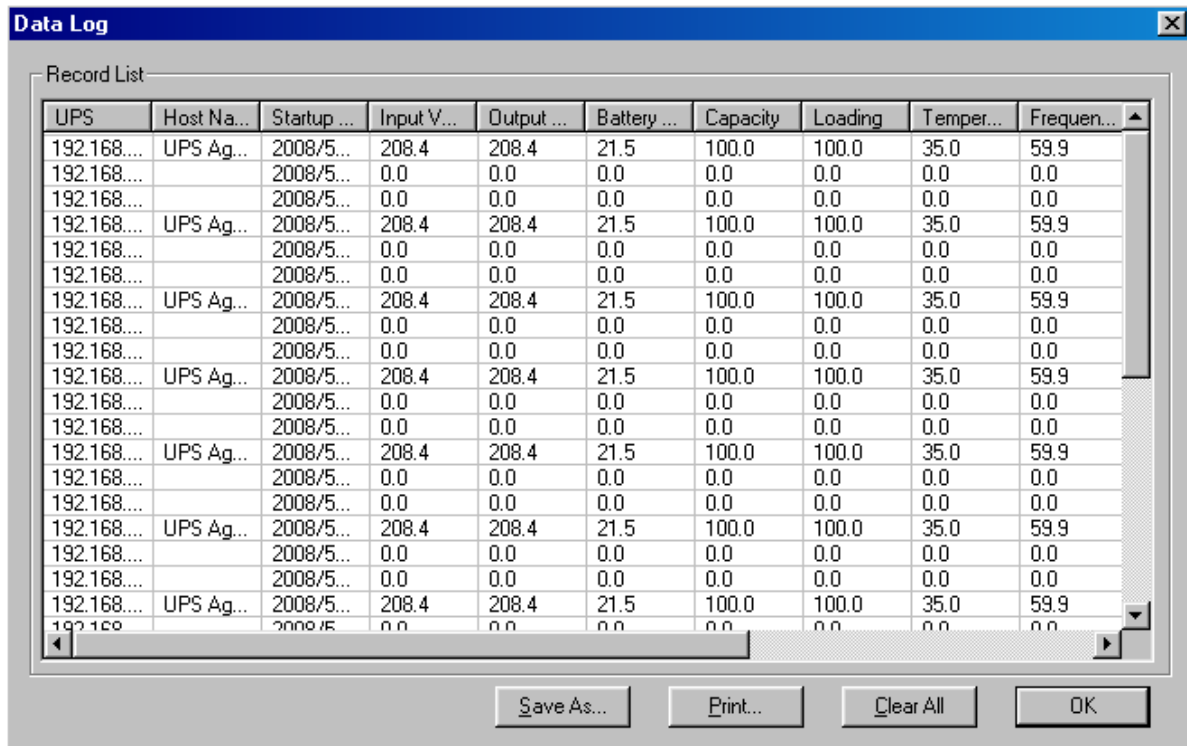 Data Log
Record List
UPS Host Na... Startup ... Input V... Output ... Battery ... Capacity Loading Temper... Frequen...
192.168.... UPS Ag... 2008/5... 208.4 208.4 21.5 100.0 100.0 35.0 59.9
192.168.... 2008/5... 0.0 0.0 0.0 0.0 0.0 0.0 0.0
192.168.... 2008/5... 0.0 0.0 0.0 0.0 0.0 0.0 0.0
192.168.... UPS Ag... 2008/5... 208.4 208.4 21.5 100.0 100.0 35.0 59.9
192.168.... 2008/5... 0.0 0.0 0.0 0.0 0.0 0.0 0.0
192.168.... 2008/5... 0.0 0.0 0.0 0.0 0.0 0.0 0.0
192.168.... UPS Ag... 2008/5... 208.4 208.4 21.5 100.0 100.0 35.0 59.9
192.168.... 2008/5... 0.0 0.0 0.0 0.0 0.0 0.0 0.0
192.168.... 2008/5... 0.0 0.0 0.0 0.0 0.0 0.0 0.0
192.168.... UPS Ag... 2008/5... 208.4 208.4 21.5 100.0 100.0 35.0 59.9
192.168.... 2008/5... 0.0 0.0 0.0 0.0 0.0 0.0 0.0
192.168.... 2008/5... 0.0 0.0 0.0 0.0 0.0 0.0 0.0
192.168.... UPS Ag... 2008/5... 208.4 208.4 21.5 100.0 100.0 35.0 59.9
192.168.... 2008/5... 0.0 0.0 0.0 0.0 0.0 0.0 0.0
192.168.... 2008/5... 0.0 0.0 0.0 0.0 0.0 0.0 0.0
192.168.... UPS Ag... 2008/5... 208.4 208.4 21.5 100.0 100.0 35.0 59.9
192.168.... 2008/5... 0.0 0.0 0.0 0.0 0.0 0.0 0.0
192.168.... 2008/5... 0.0 0.0 0.0 0.0 0.0 0.0 0.0
192.168.... UPS Ag... 2008/5... 208.4 208.4 21.5 100.0 100.0 35.0 59.9
Save As... Print... Clear All OK